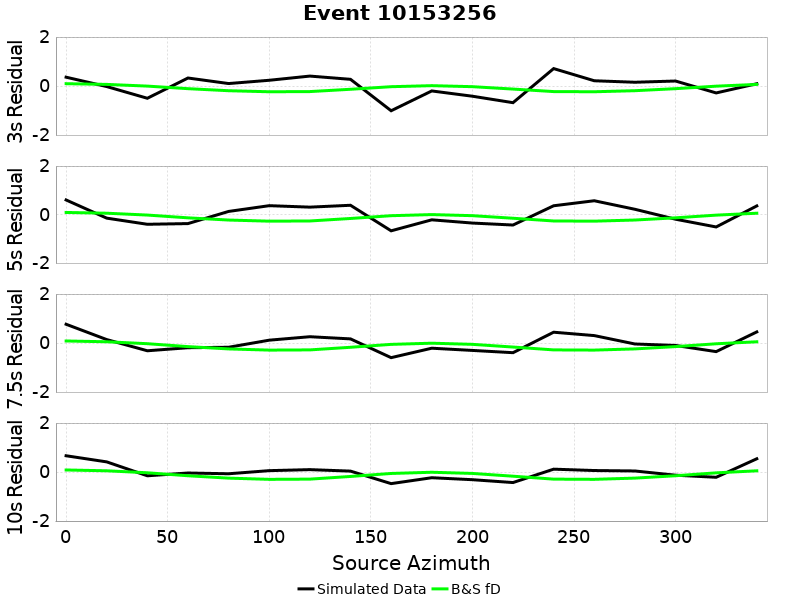 Event 10153256
3s Residual
2
0
-2
5s Residual
2
0
-2
7.5s Residual
2
0
-2
10s Residual
2
0
-2
0 50 100 150 200 250 300
Source Azimuth
Simulated Data B&S fD